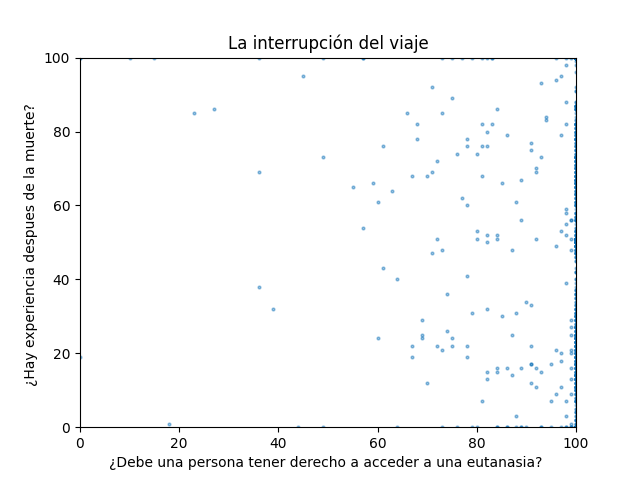 La interrupción del viaje
¿Hay experiencia despues de la muerte?
100
80
60
40
20
0
0 20 40 60 80 100
¿Debe una persona tener derecho a acceder a una eutanasia?